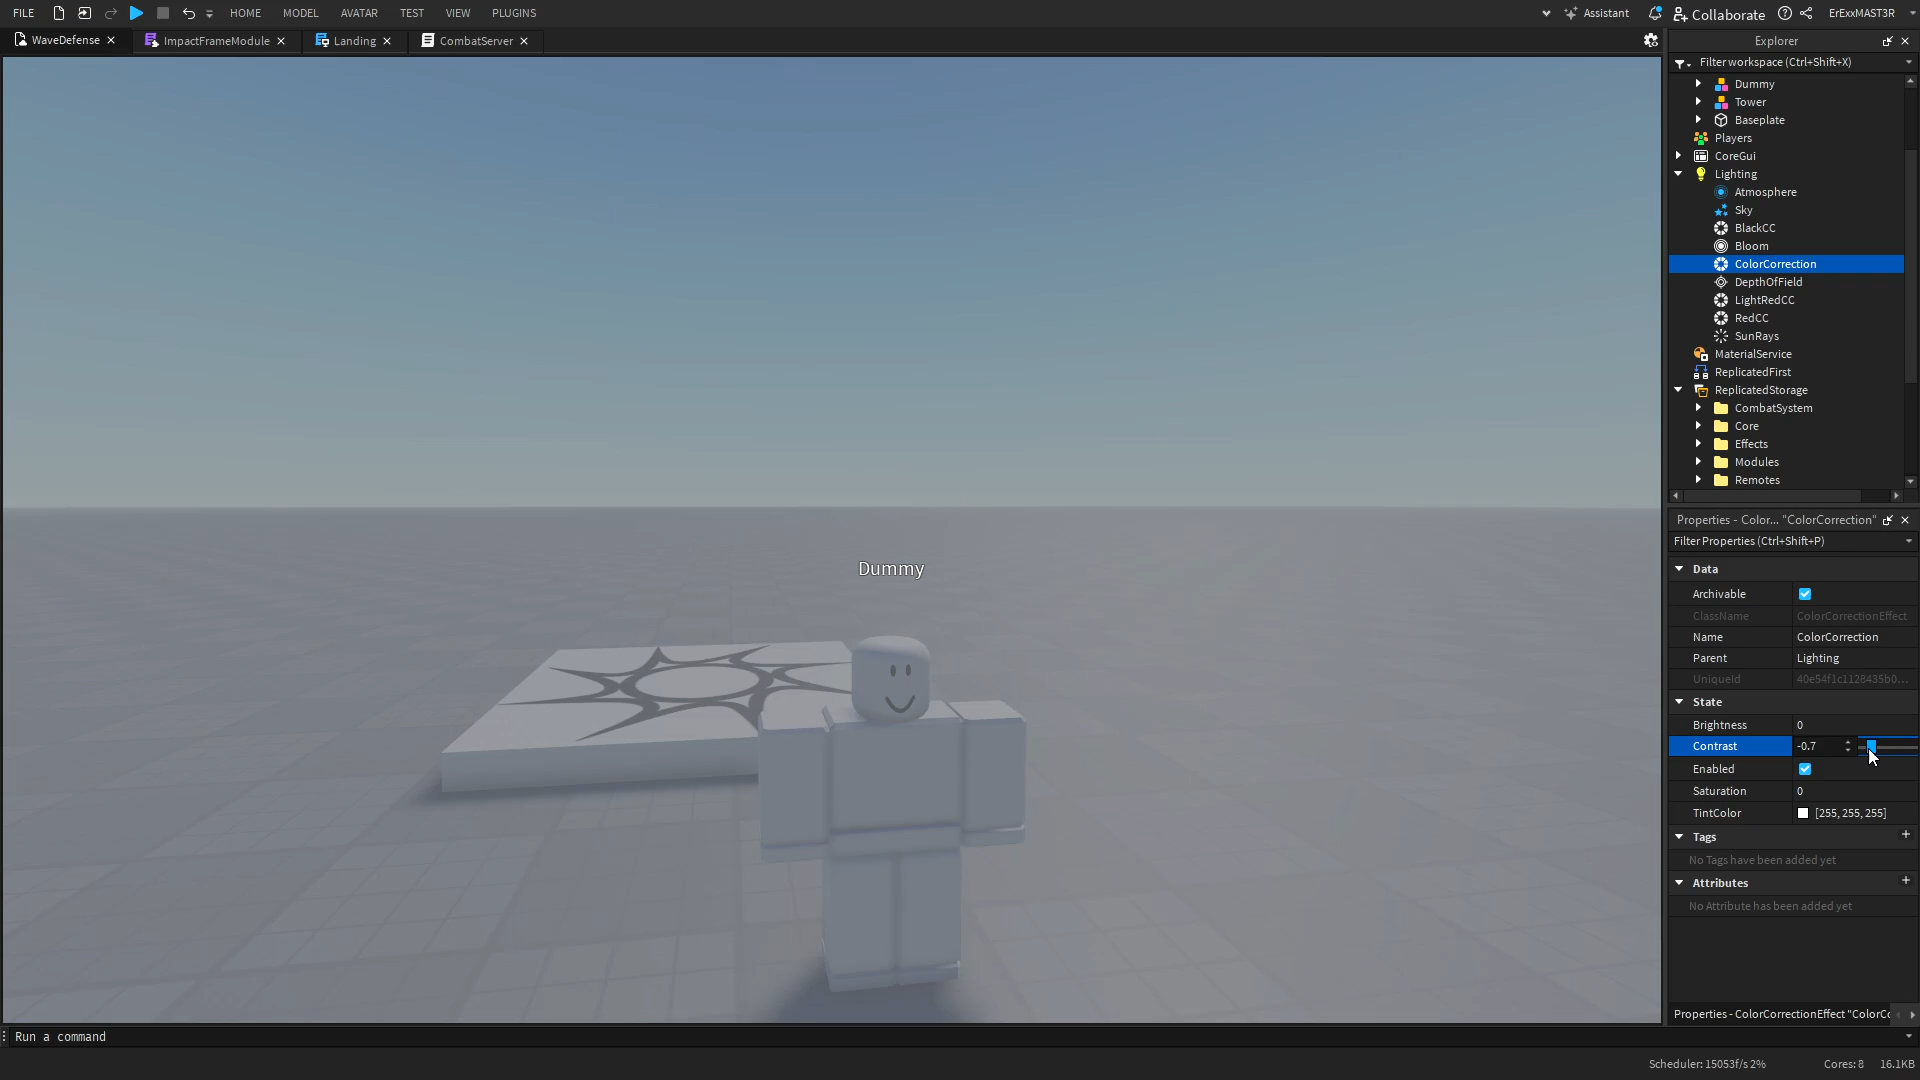 FILE HOME MODEL AVATAR TEST VIEW PLUGINS Assistant Collaborate ErExxMAST3R
WaveDefense ImpactFrameModule Landing CombatServer
Dummy
Explorer
Filter workspace (Ctrl+Shift+X)
Dummy
Tower
Baseplate
Players
CoreGui
Lighting
Atmosphere
Sky
BlackCC
Bloom
ColorCorrection
DepthOfField
LightRedCC
RedCC
SunRays
MaterialService
ReplicatedFirst
ReplicatedStorage
CombatSystem
Core
Effects
Modules
Remotes
Properties - Color... "ColorCorrection"
Filter Properties (Ctrl+Shift+P)
Data
Archivable
ClassName ColorCorrectionEffect
Name ColorCorrection
Parent Lighting
UniqueId 40e54f1c1128435b0...
State
Brightness 0
Contrast -0.7
Enabled
Saturation 0
TintColor [255, 255, 255]
Tags +
No Tags have been added yet
Attributes +
No Attribute has been added yet
Properties - ColorCorrectionEffect "ColorCo
Run a command
Scheduler: 15053f/s 2% Cores: 8 16.1KB